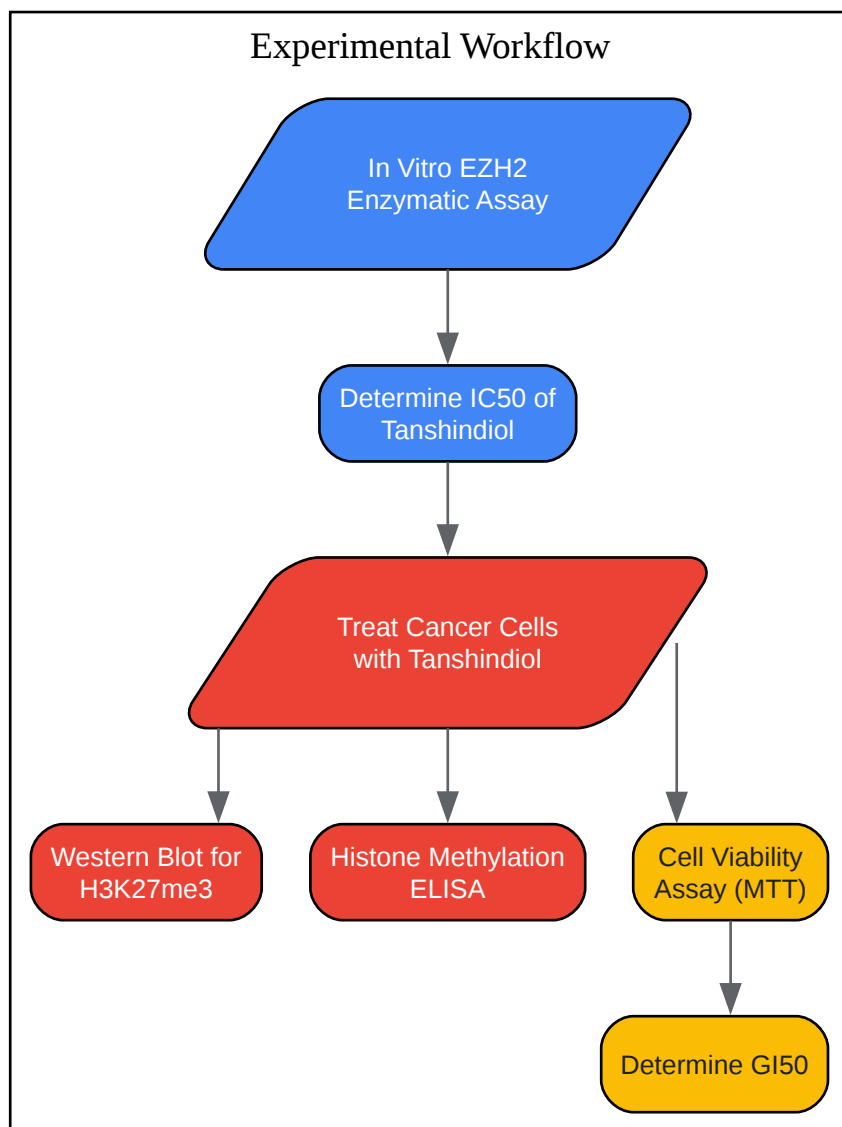 Experimental Workflow
In Vitro EZH2
Enzymatic Assay
Determine IC50 of
Tanshindiol
Treat Cancer Cells
with Tanshindiol
Western Blot for
H3K27me3
Histone Methylation
ELISA
Cell Viability
Assay (MTT)
Determine GI50